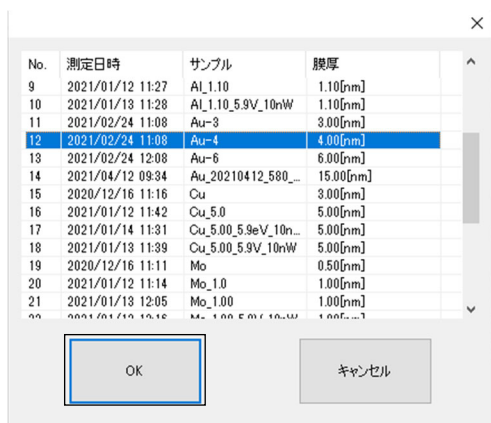 No. 測定日時 サンプル 膜厚
9 2021/01/12 11:27 Al_1.10 1.10[nm]
10 2021/01/13 11:28 Al_1.10_5.9V_10nW 1.10[nm]
11 2021/02/24 11:08 Au-3 3.00[nm]
12 2021/02/24 11:08 Au-4 4.00[nm]
13 2021/02/24 12:08 Au-6 6.00[nm]
14 2021/04/12 09:34 Au_20210412_580_... 15.00[nm]
15 2020/12/16 11:16 Cu 3.00[nm]
16 2021/01/12 11:42 Cu_5.0 5.00[nm]
17 2021/01/14 11:31 Cu_5.00_5.9eV_10n... 5.00[nm]
18 2021/01/13 11:39 Cu_5.00_5.9V_10nW 5.00[nm]
19 2020/12/16 11:11 Mo 0.50[nm]
20 2021/01/12 11:14 Mo_1.0 1.00[nm]
21 2021/01/13 12:05 Mo_1.00 1.00[nm]
OK キャンセル